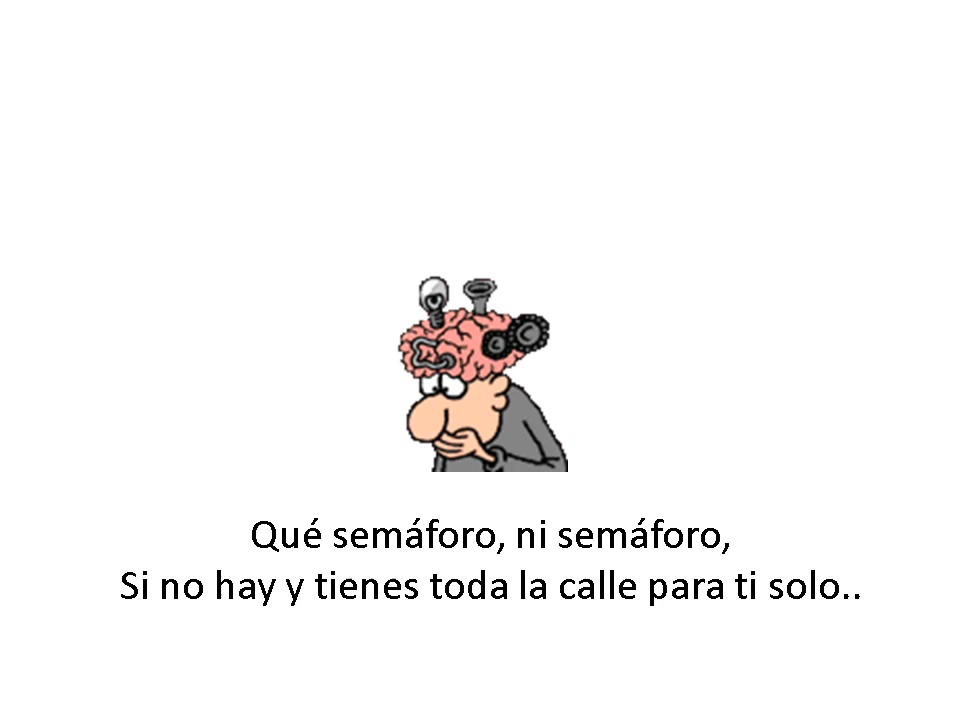 Qué semáforo, ni semáforo,
Si no hay y tienes toda la calle para ti solo..